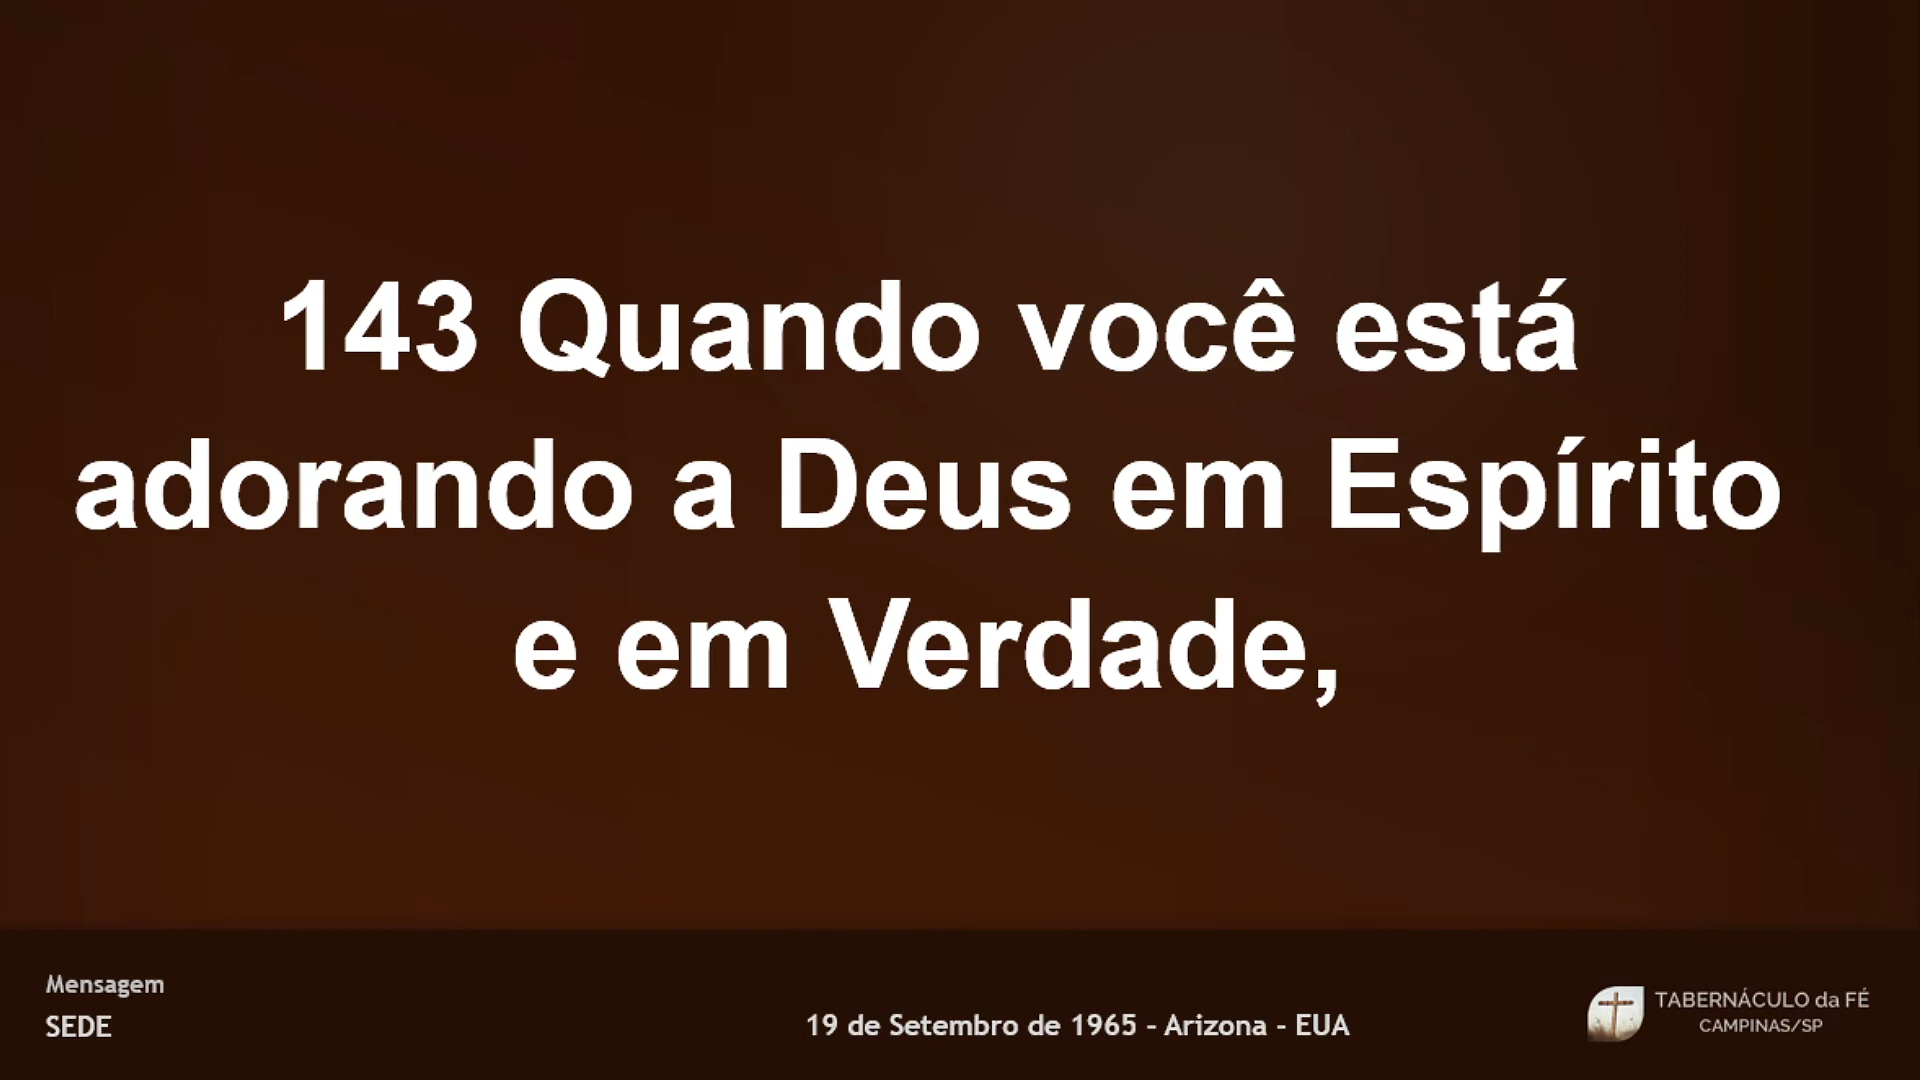 143 Quando você está
adorando a Deus em Espírito
e em Verdade,
Mensagem
SEDE
19 de Setembro de 1965 - Arizona - EUA
TABERNÁCULO da FÉ
CAMPINAS/SP